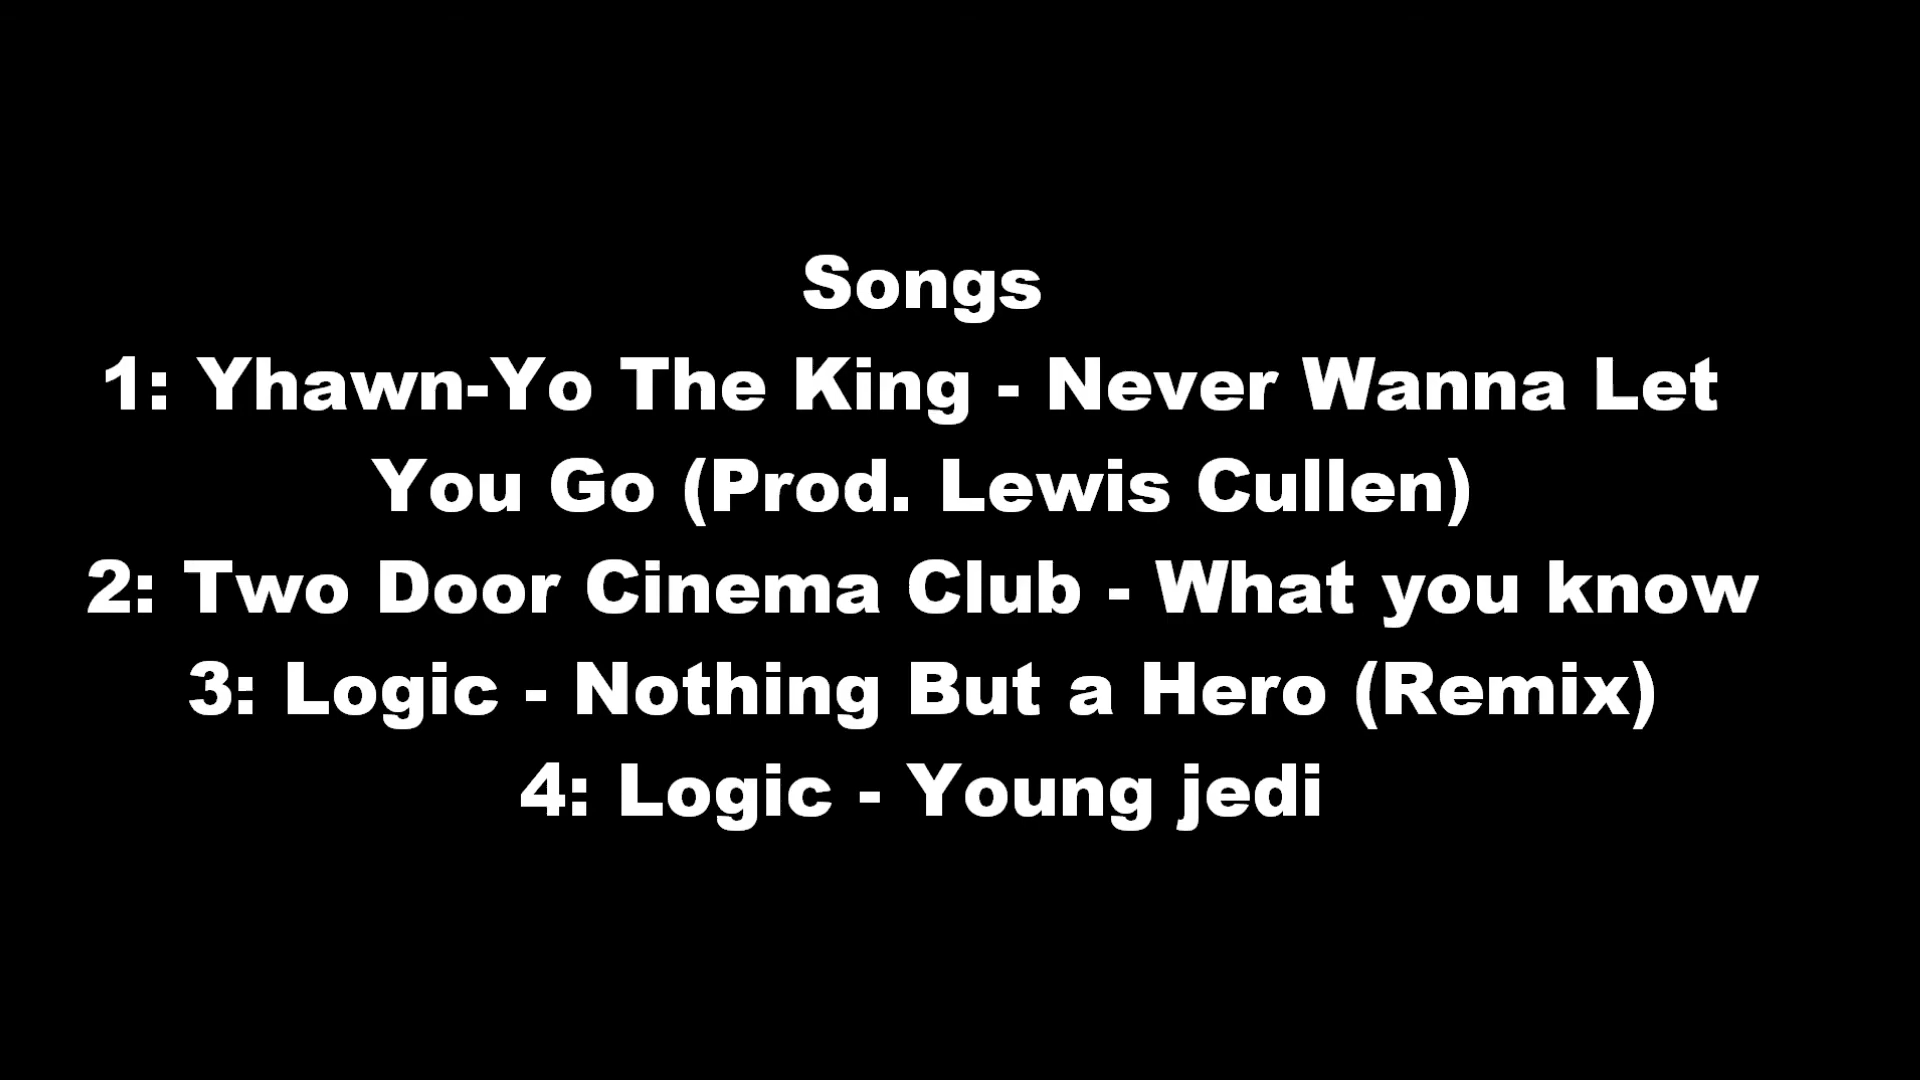 Songs
1: Yhawn-Yo The King - Never Wanna Let
You Go (Prod. Lewis Cullen)
2: Two Door Cinema Club - What you know
3: Logic - Nothing But a Hero (Remix)
4: Logic - Young jedi